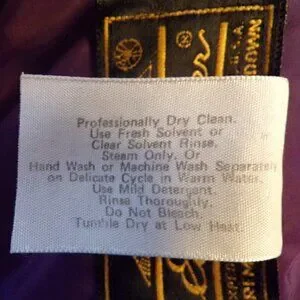 Professionally Dry Clean.
Use Fresh Solvent or
Clear Solvent Rinse.
Steam Only. Or
Hand Wash or Machine Wash Separately
on Delicate Cycle in Warm Water.
Use Mild Detergent.
Rinse Thoroughly.
Do Not Bleach.
Tumble Dry at Low Heat.